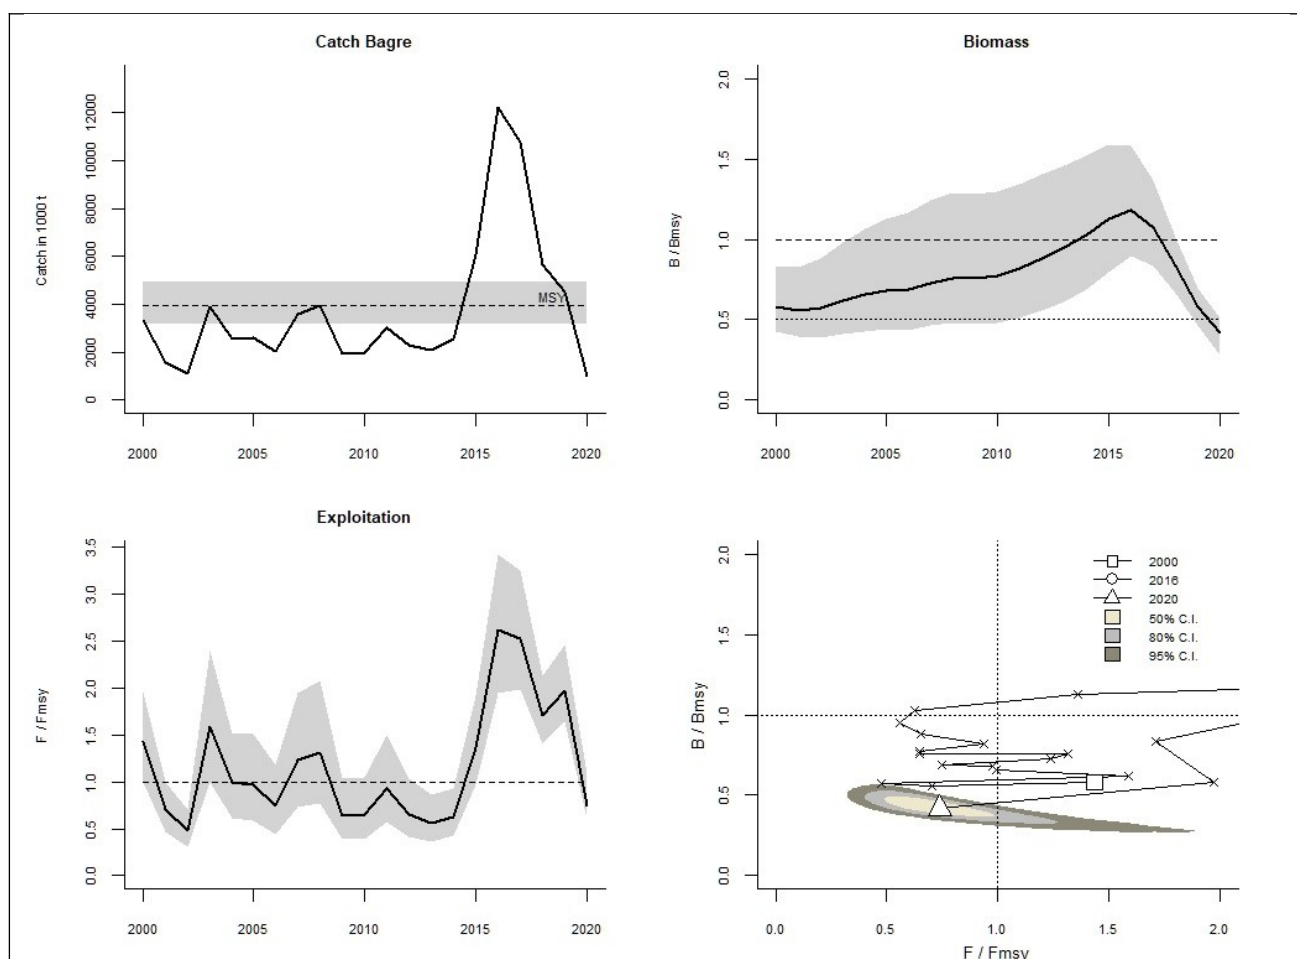 Catch Bagre
Catch in 1000 t
12000
10000
8000
6000
4000
2000
0
MSY
2000 2005 2010 2015 2020
Biomass
B / Bmsy
2.0
1.5
1.0
0.5
0.0
2000 2005 2010 2015 2020
Exploitation
F / Fmsy
3.5
3.0
2.5
2.0
1.5
1.0
0.5
0.0
2000 2005 2010 2015 2020
B / Bmsy
2.0
1.5
1.0
0.5
0.0
2000
2016
2020
50% C.I.
80% C.I.
95% C.I.
0.0 0.5 1.0 1.5 2.0
F / Fmsy